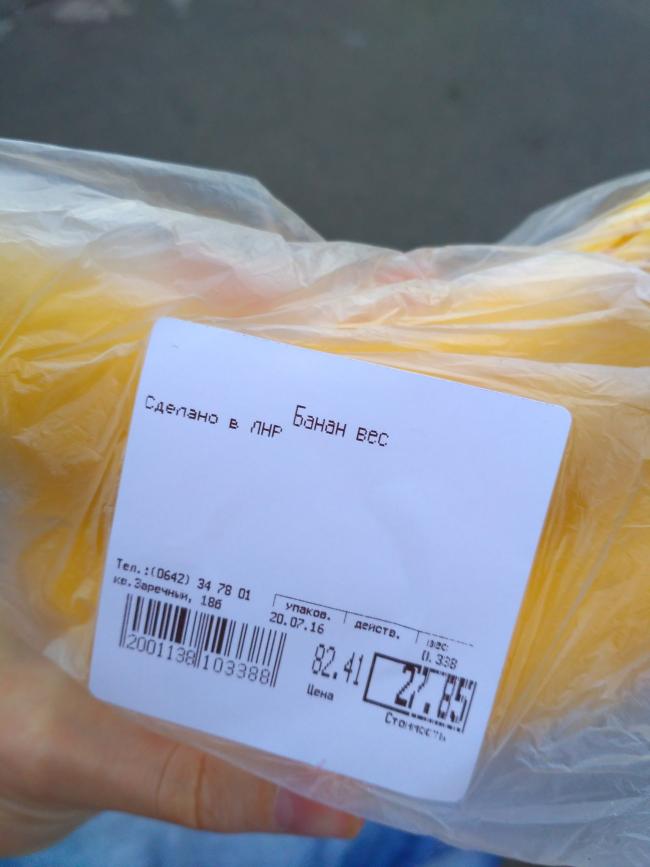 Банан вес
Сделано в ЛНР
Тел.:(0642) 34 78 01
кв.Заречный, 18б
упаков. действ. вес
20.07.16 0.338
2001138103388
82.41 27.85
Цена Стоимость